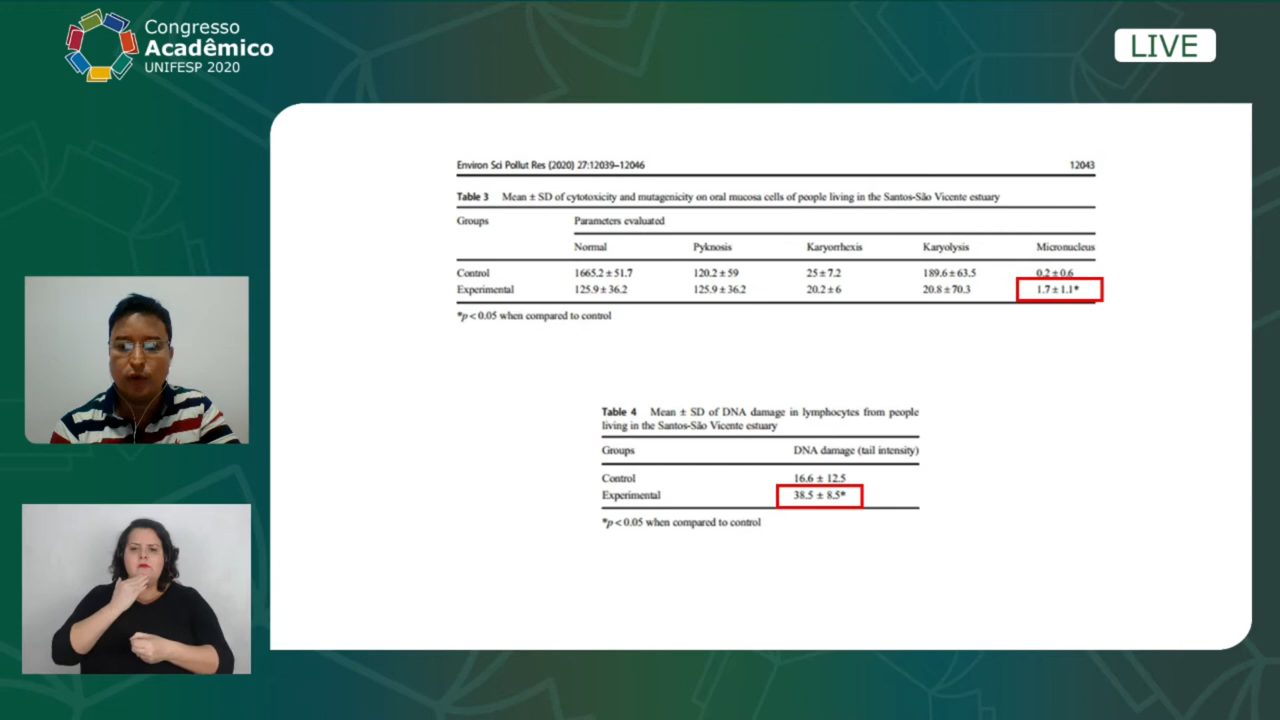 Congresso
Acadêmico
UNIFESP 2020
LIVE
Environ Sci Pollut Res (2020) 27:12039–12046 12043
Table 3 Mean ± SD of cytotoxicity and mutagenicity on oral mucosa cells of people living in the Santos-São Vicente estuary
Groups Parameters evaluated
Normal Pyknosis Karyorrhexis Karyolysis Micronucleus
Control 1665.2 ± 51.7 120.2 ± 59 25 ± 7.2 189.6 ± 63.5 0.2 ± 0.6
Experimental 125.9 ± 36.2 125.9 ± 36.2 20.2 ± 6 20.8 ± 70.3 1.7 ± 1.1*
*p < 0.05 when compared to control
Table 4 Mean ± SD of DNA damage in lymphocytes from people
living in the Santos-São Vicente estuary
Groups DNA damage (tail intensity)
Control 16.6 ± 12.5
Experimental 38.5 ± 8.5*
*p < 0.05 when compared to control